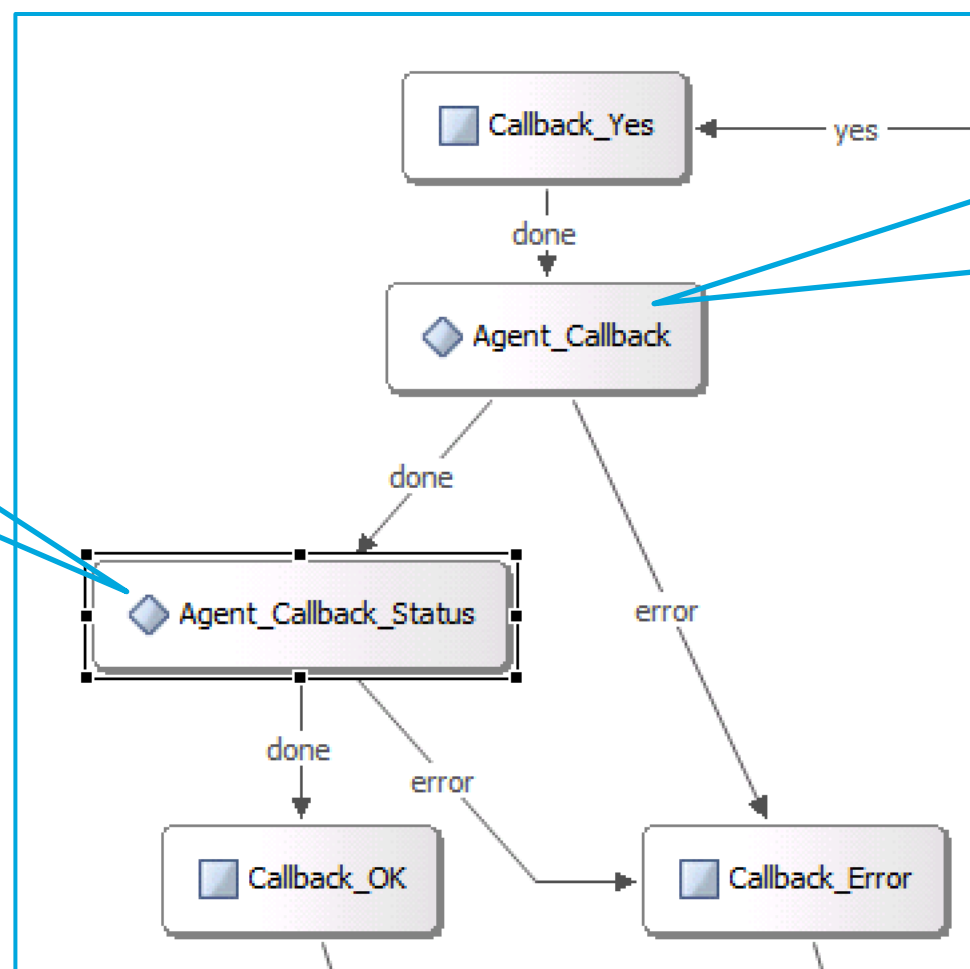 Callback_Yes
yes
done
Agent_Callback
done
error
Agent_Callback_Status
done
error
Callback_OK
Callback_Error